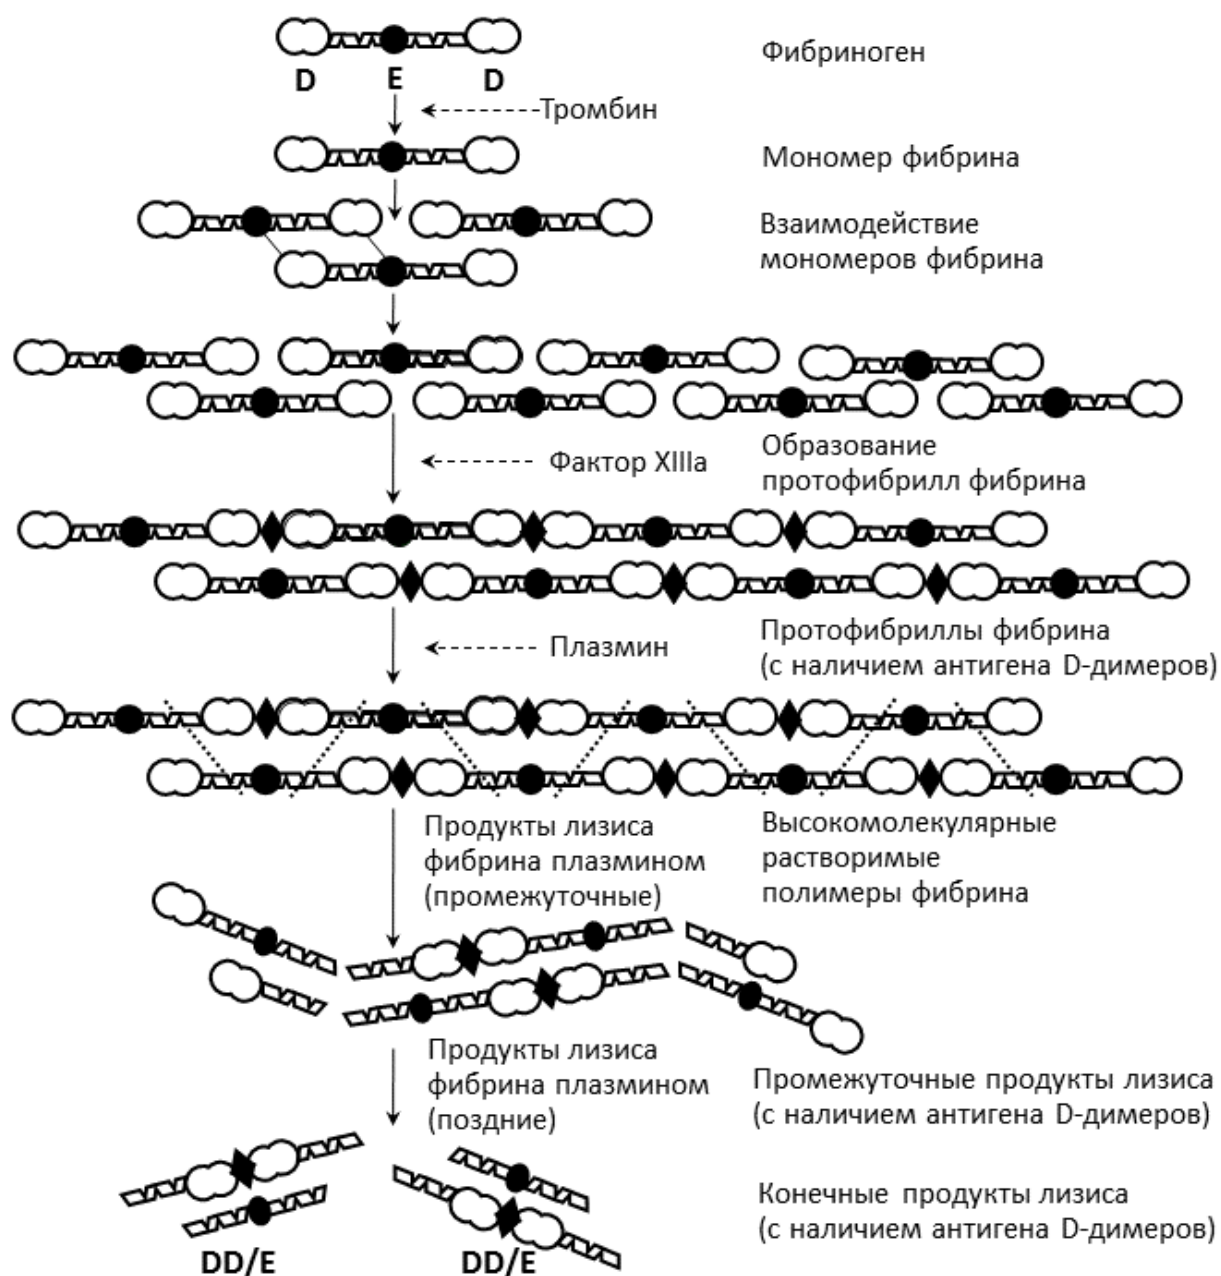 Фибриноген
D E D
Тромбин
Мономер фибрина
Взаимодействие
мономеров фибрина
Фактор XIIIa
Образование
протофибрилл фибрина
Плазмин
Протофибриллы фибрина
(с наличием антигена D-димеров)
Продукты лизиса
фибрина плазмином
(промежуточные)
Высокомолекулярные
растворимые
полимеры фибрина
Продукты лизиса
фибрина плазмином
(поздние)
Промежуточные продукты лизиса
(с наличием антигена D-димеров)
Конечные продукты лизиса
(с наличием антигена D-димеров)
DD/E DD/E